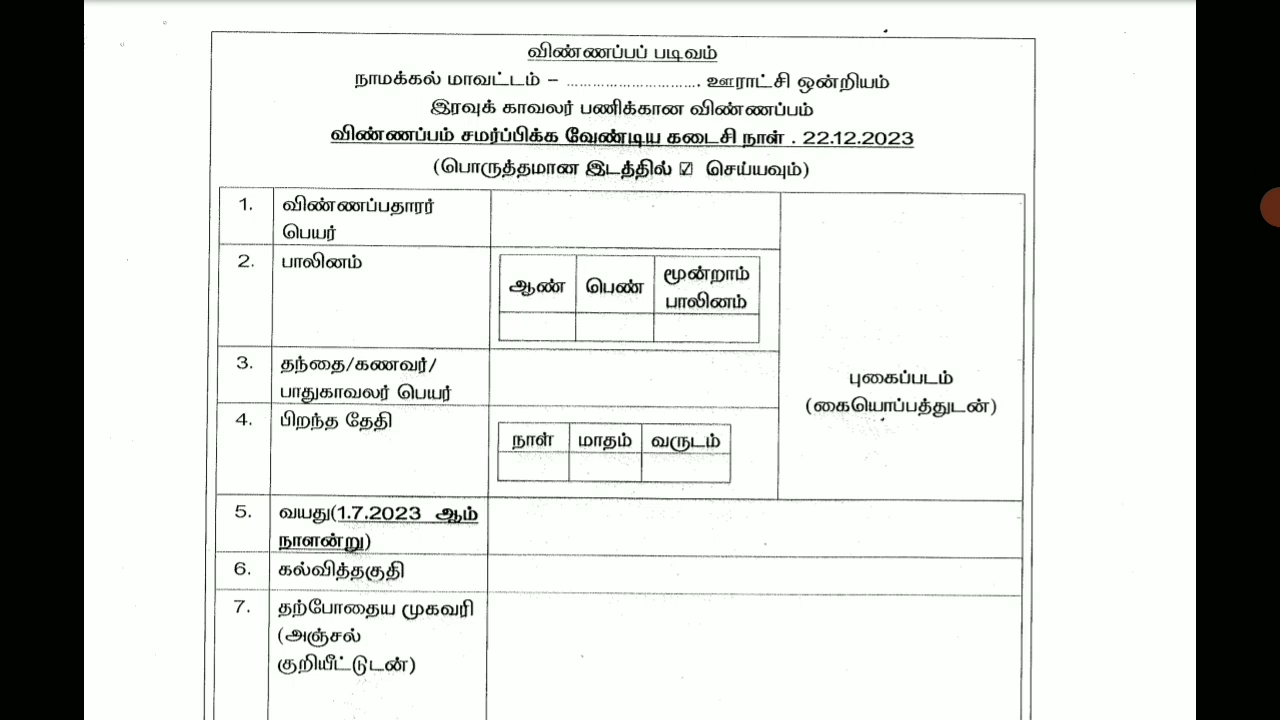 விண்ணப்பப் படிவம்
நாமக்கல் மாவட்டம் – ............................. ஊராட்சி ஒன்றியம்
இரவுக் காவலர் பணிக்கான விண்ணப்பம்
விண்ணப்பம் சமர்ப்பிக்க வேண்டிய கடைசி நாள் . 22.12.2023
(பொருத்தமான இடத்தில் ☑ செய்யவும்)
1. விண்ணப்பதாரர்
பெயர்
2. பாலினம்
ஆண் பெண் மூன்றாம்
பாலினம்
3. தந்தை/கணவர்/
பாதுகாவலர் பெயர்
புகைப்படம்
(கையொப்பத்துடன்)
4. பிறந்த தேதி
நாள் மாதம் வருடம்
5. வயது(1.7.2023 ஆம்
நாளன்று)
6. கல்வித்தகுதி
7. தற்போதைய முகவரி
(அஞ்சல்
குறியீட்டுடன்)